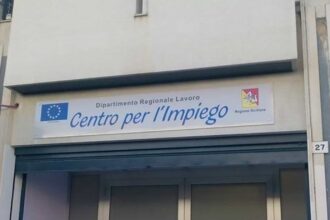 Dipartimento Regionale Lavoro
Centro per l'Impiego
Regione Siciliana
27